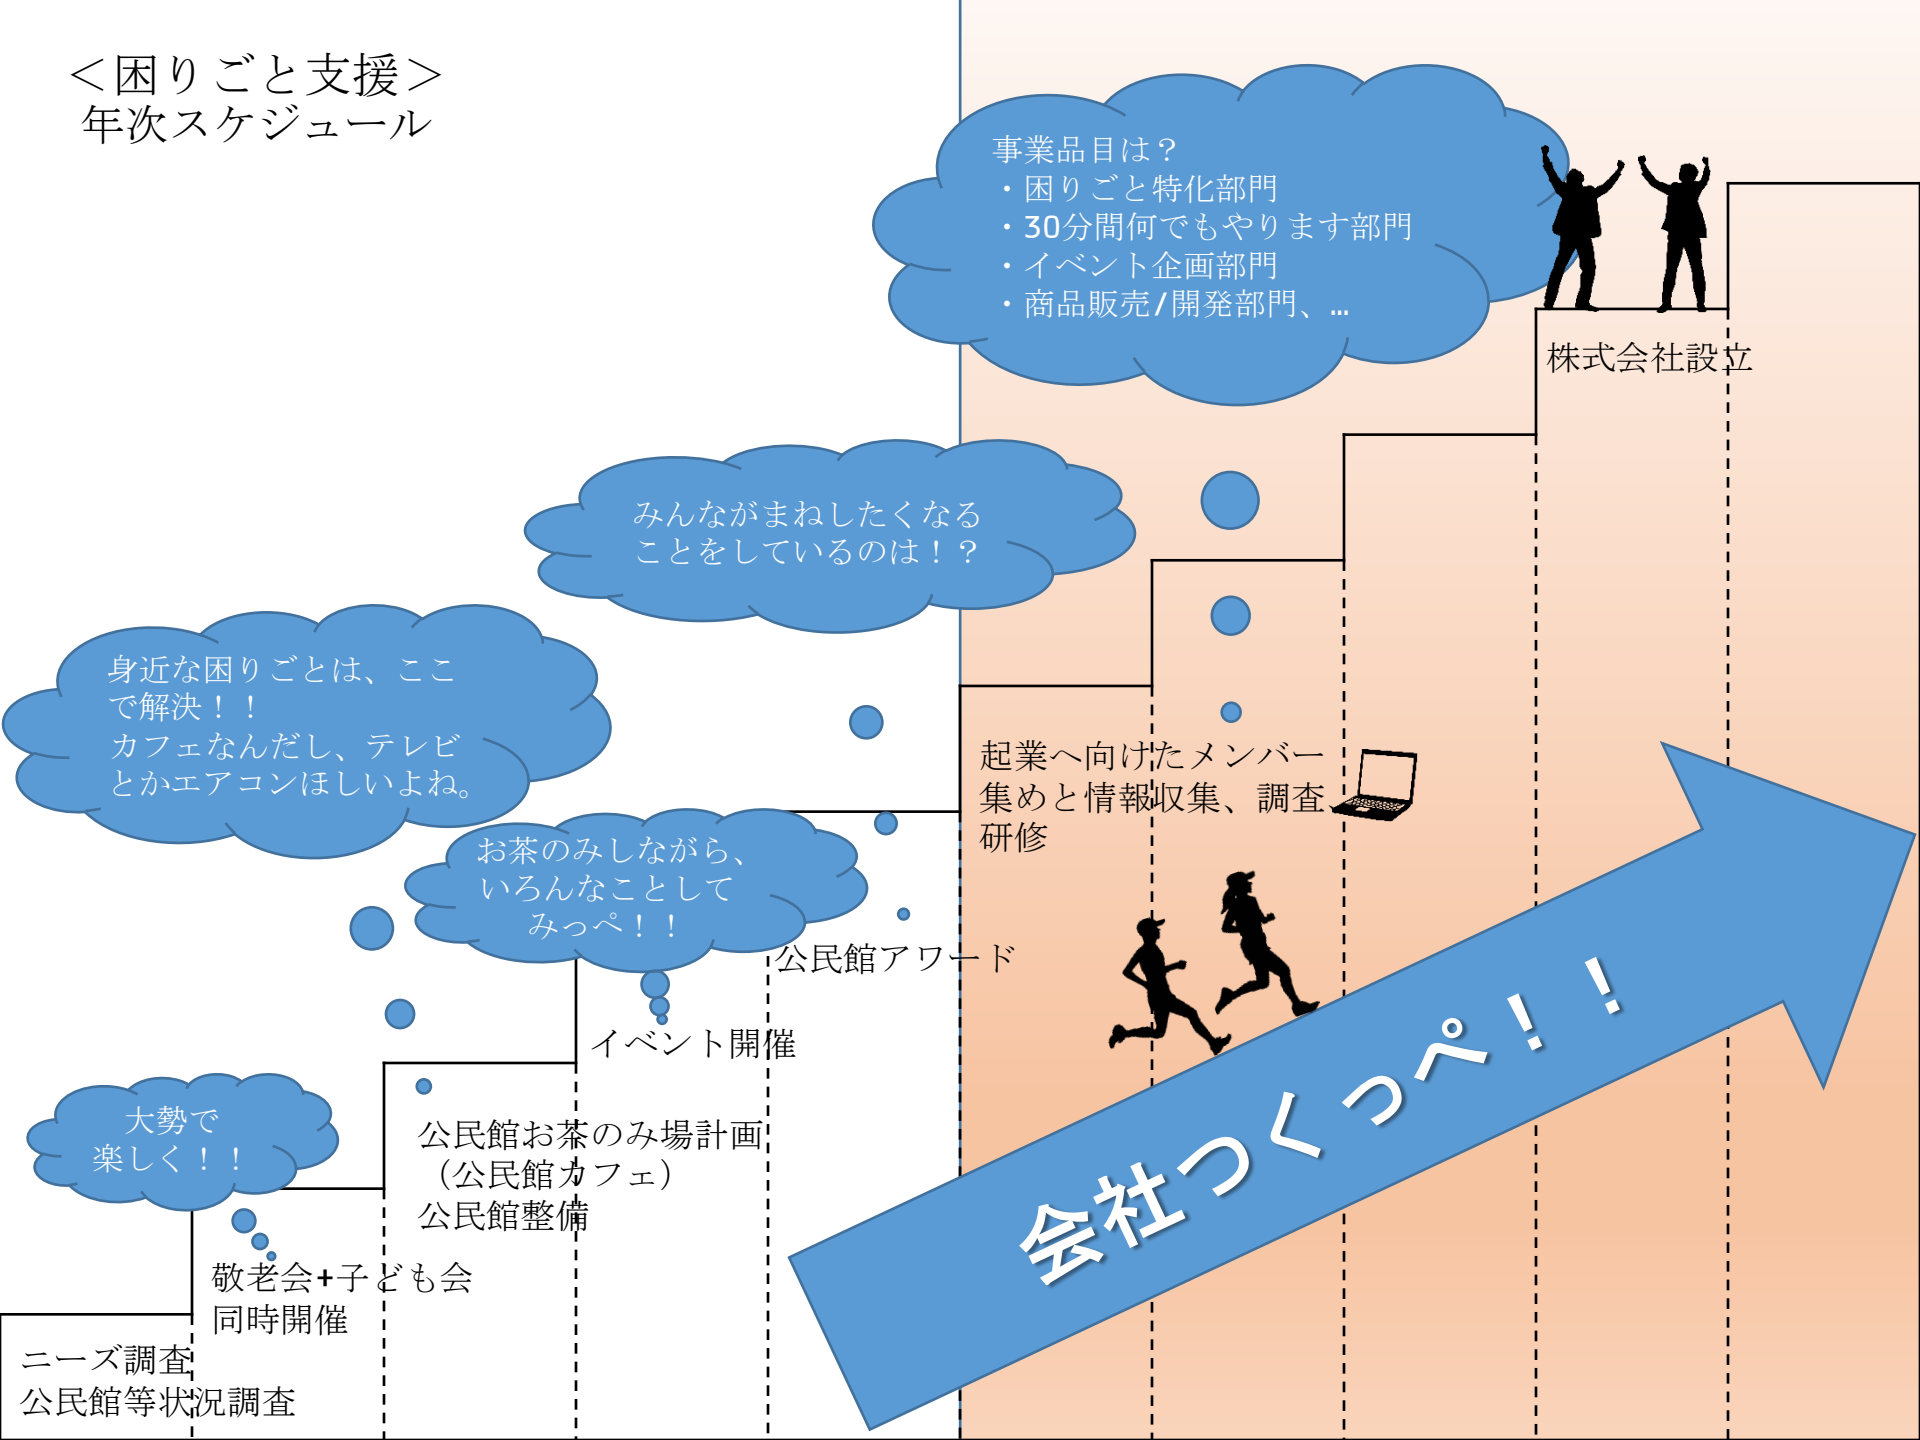 ＜困りごと支援＞
年次スケジュール
事業品目は？
・困りごと特化部門
・30分間何でもやります部門
・イベント企画部門
・商品販売/開発部門、…
株式会社設立
みんながまねしたくなる
ことをしているのは！？
身近な困りごとは、ここ
で解決！！
カフェなんだし、テレビ
とかエアコンほしいよね。
起業へ向けたメンバー
集めと情報収集、調査、
研修
お茶のみしながら、
いろんなことして
みっぺ！！
公民館アワード
イベント開催
大勢で
楽しく！！
公民館お茶のみ場計画
（公民館カフェ）
公民館整備
敬老会+子ども会
同時開催
ニーズ調査
公民館等状況調査
会社つくっぺ！！